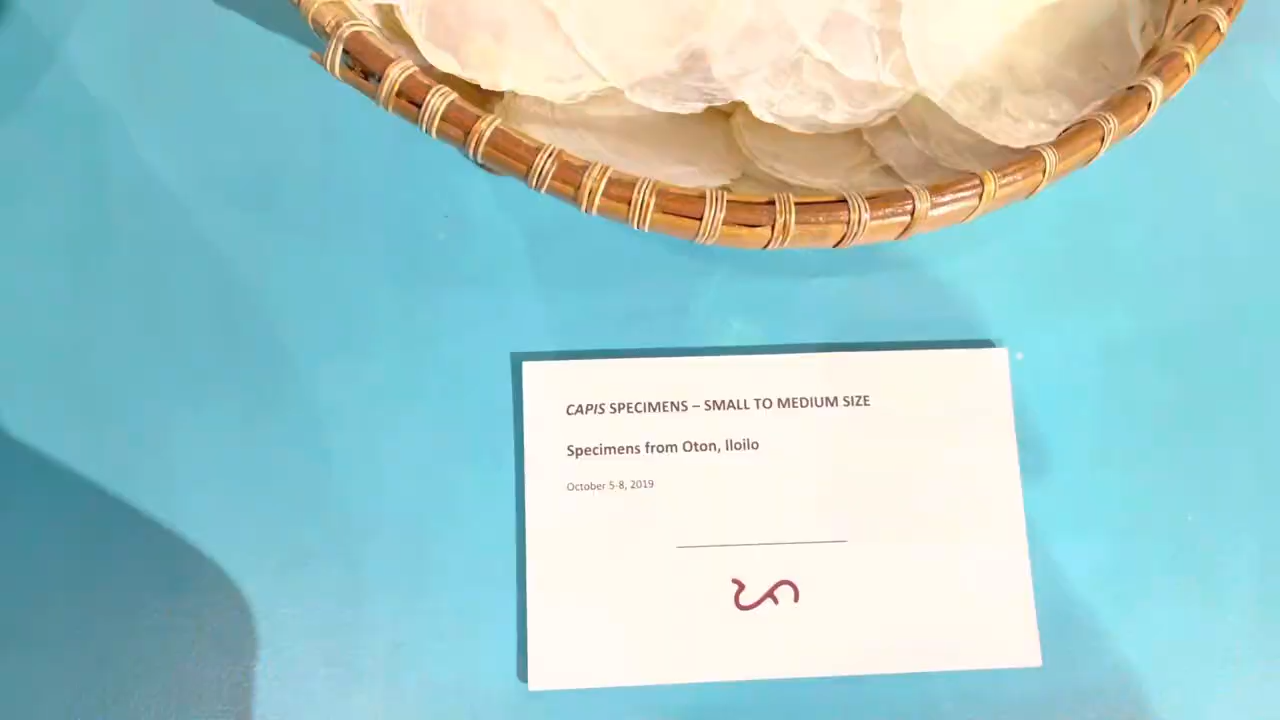 CAPIS SPECIMENS – SMALL TO MEDIUM SIZE
Specimens from Oton, Iloilo
October 5-8, 2019